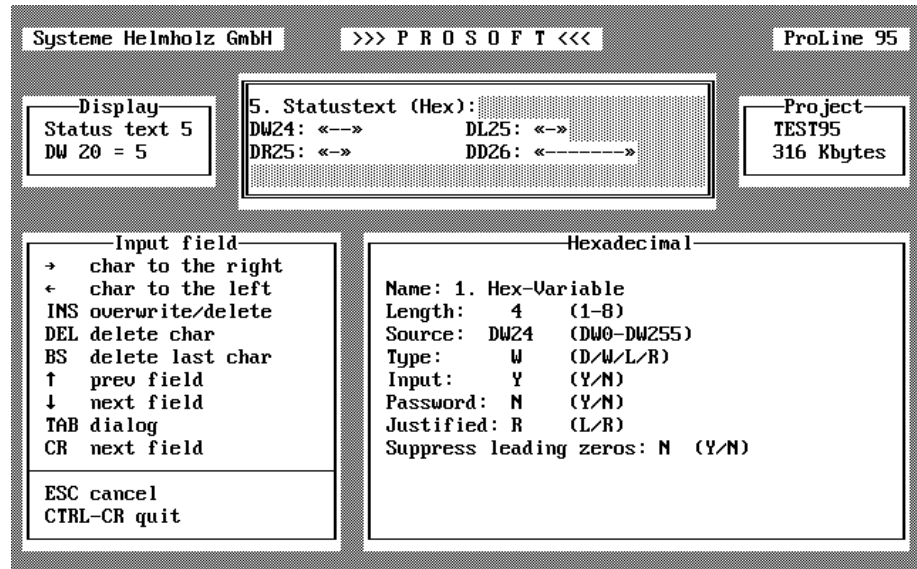 Systeme Helmholz GmbH >>> P R O S O F T <<< ProLine 95
Display
Status text 5
DW 20 = 5
5. Statustext (Hex):
DW24: «--» DL25: «-»
DR25: «-» DD26: «-------»
Project
TEST95
316 Kbytes
Input field
→ char to the right
← char to the left
INS overwrite/delete
DEL delete char
BS delete last char
↑ prev field
↓ next field
TAB dialog
CR next field
ESC cancel
CTRL-CR quit
Hexadecimal
Name: 1. Hex-Variable
Length: 4 (1-8)
Source: DW24 (DW0-DW255)
Type: W (D/W/L/R)
Input: Y (Y/N)
Password: N (Y/N)
Justified: R (L/R)
Suppress leading zeros: N (Y/N)